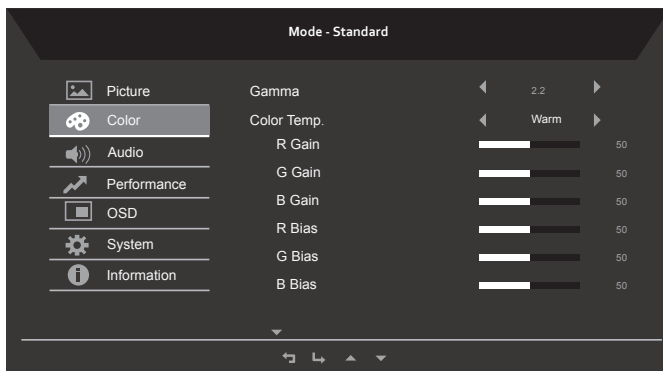 Mode - Standard
Picture
Color
Audio
Performance
OSD
System
Information
Gamma 2.2
Color Temp. Warm
R Gain 50
G Gain 50
B Gain 50
R Bias 50
G Bias 50
B Bias 50